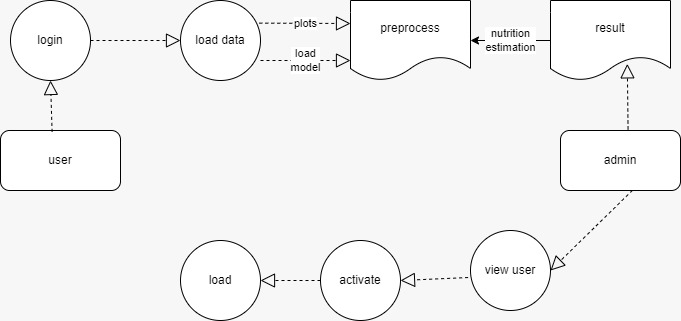 login
load data
plots
load
model
preprocess
nutrition
estimation
result
user
admin
load
activate
view user